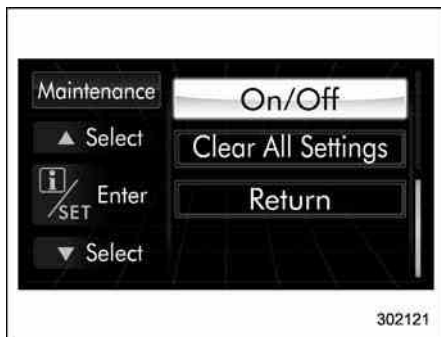 Maintenance
▲ Select
i/SET Enter
▼ Select
On/Off
Clear All Settings
Return
302121